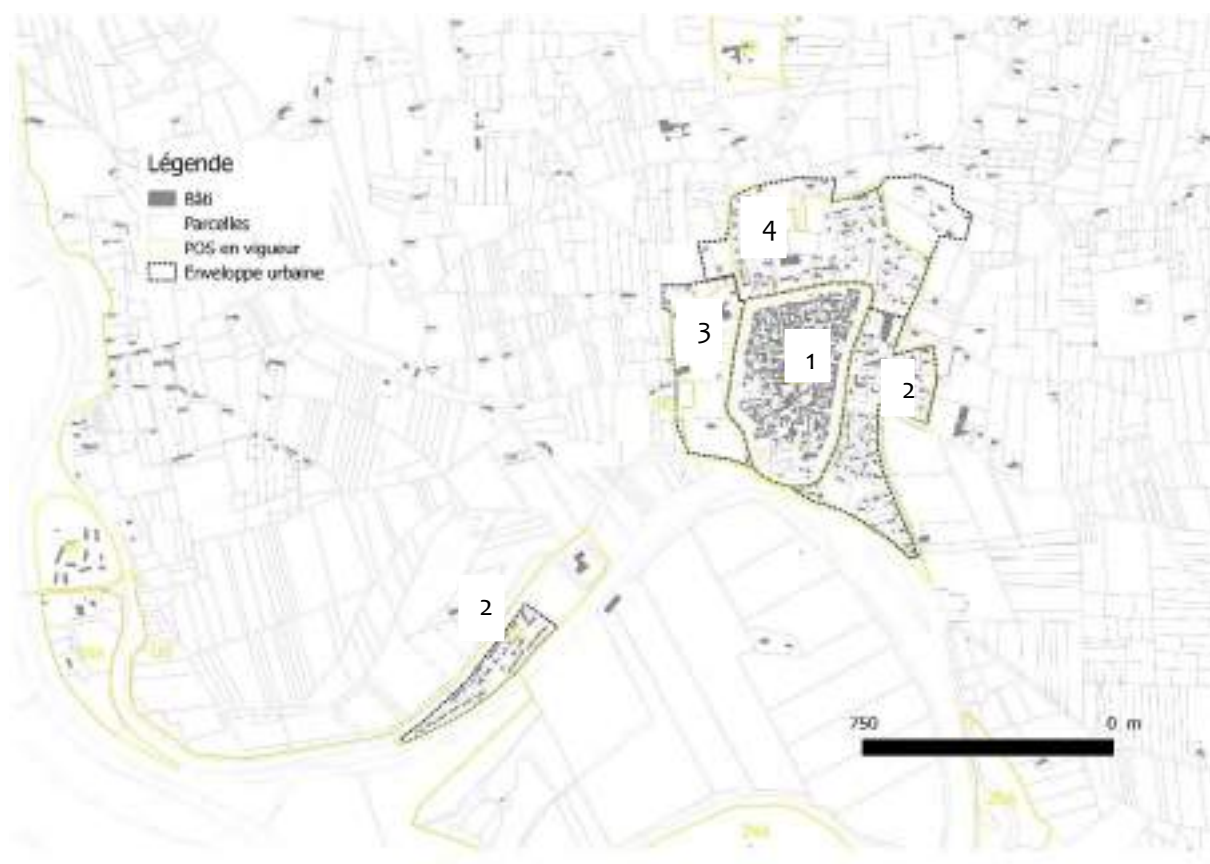 Légende
Bâti
Parcelles
POS en vigueur
Enveloppe urbaine
4
3
1
2
2
750 0 m